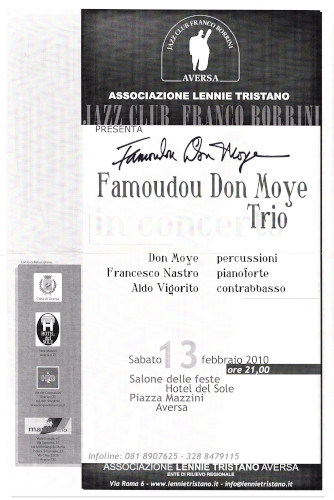 JAZZ CLUB FRANCO BORRINI
AVERSA
ASSOCIAZIONE LENNIE TRISTANO
JAZZ CLUB FRANCO BORRINI
PRESENTA
Famoudou Don Moye
Famoudou Don Moye
Trio
in concerto
Don Moye percussioni
Francesco Nastro pianoforte
Aldo Vigorito contrabbasso
Città di Aversa
HOTEL DEL SOLE
Sabato 13 febbraio 2010
ore 21,00
Salone delle feste
Hotel del Sole
Piazza Mazzini
Aversa
Infoline: 081 8907625 - 328 8479115
ASSOCIAZIONE LENNIE TRISTANO AVERSA
ENTE DI RILIEVO REGIONALE
Via Roma 6 - www.lennietristano.it - info@lennietristano.it